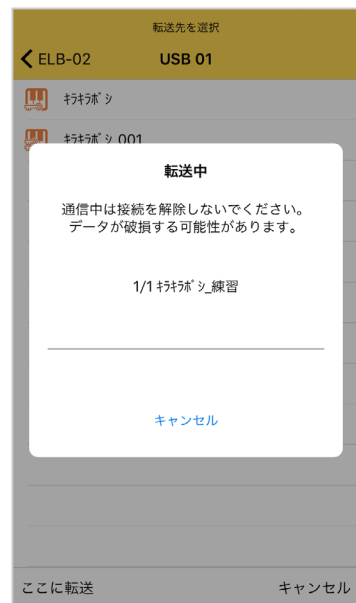 転送先を選択
ELB-02
USB 01
ｷﾗｷﾗﾎﾞｼ
ｷﾗｷﾗﾎﾞｼ 001
転送中
通信中は接続を解除しないでください。
データが破損する可能性があります。
1/1 ｷﾗｷﾗﾎﾞｼ_練習
キャンセル
ここに転送
キャンセル